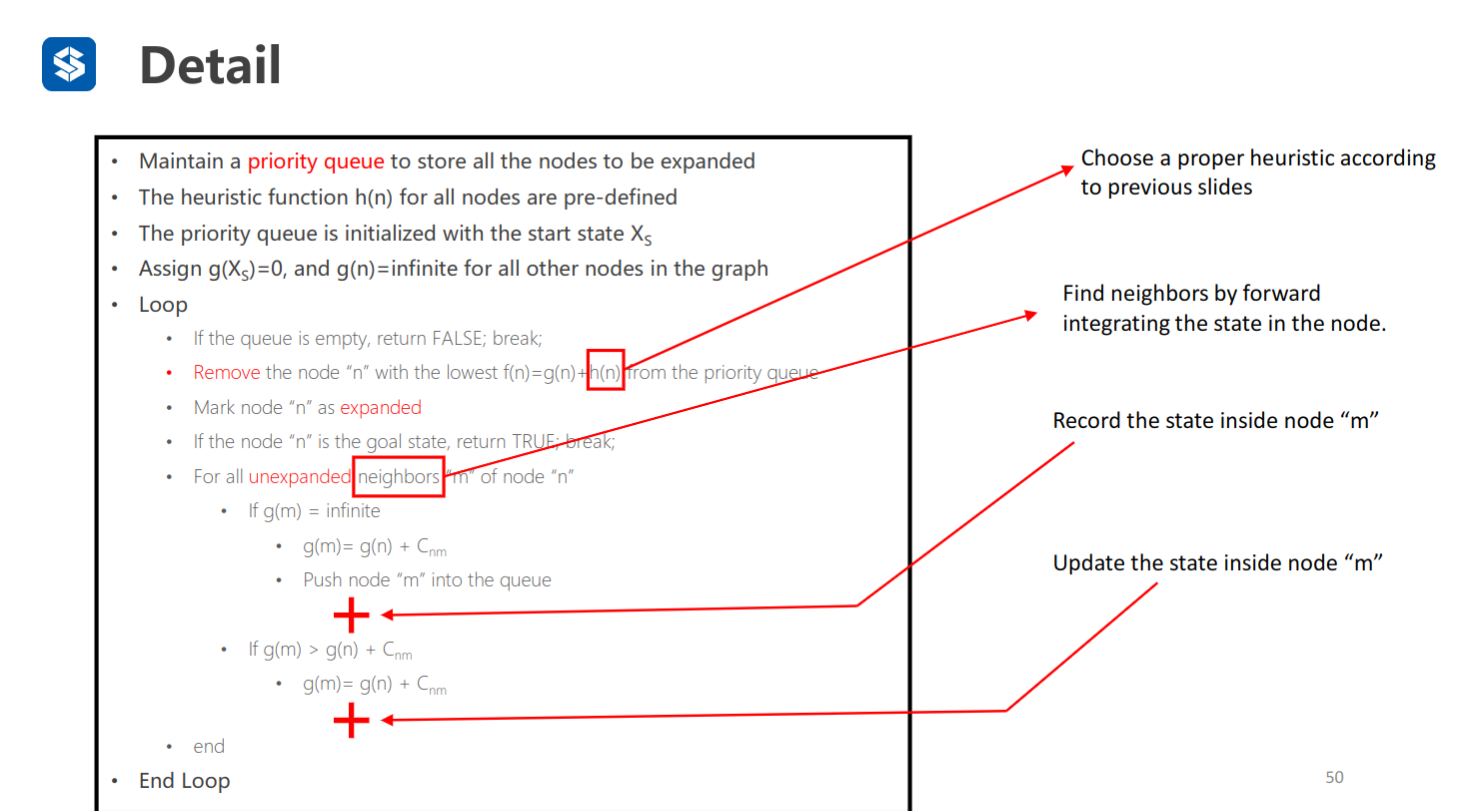 Detail
• Maintain a priority queue to store all the nodes to be expanded
• The heuristic function h(n) for all nodes are pre-defined
• The priority queue is initialized with the start state X_S
• Assign g(X_S)=0, and g(n)=infinite for all other nodes in the graph
• Loop
• If the queue is empty, return FALSE; break;
• Remove the node “n” with the lowest f(n)=g(n)+h(n) from the priority queue
• Mark node “n” as expanded
• If the node “n” is the goal state, return TRUE; break;
• For all unexpanded neighbors “m” of node “n”
• If g(m) = infinite
• g(m)= g(n) + C_nm
• Push node “m” into the queue
+
• If g(m) > g(n) + C_nm
• g(m)= g(n) + C_nm
+
• end
• End Loop
Choose a proper heuristic according
to previous slides
Find neighbors by forward
integrating the state in the node.
Record the state inside node “m”
Update the state inside node “m”
50